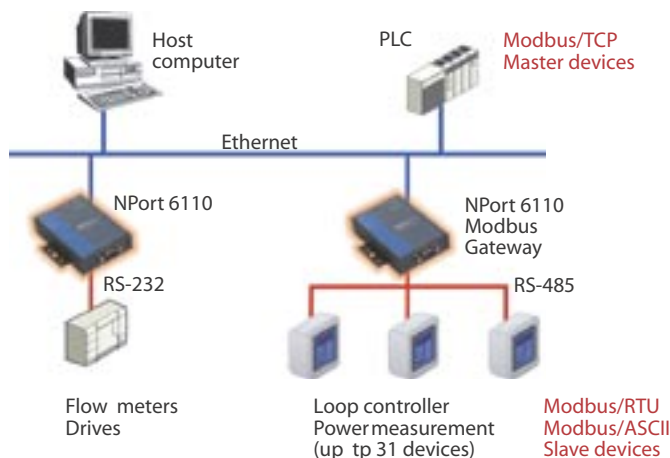 Host
computer
PLC
Modbus/TCP
Master devices
Ethernet
NPort 6110
NPort 6110
Modbus
Gateway
RS-232
RS-485
Flow meters
Drives
Loop controller
Power measurement
(up tp 31 devices)
Modbus/RTU
Modbus/ASCII
Slave devices